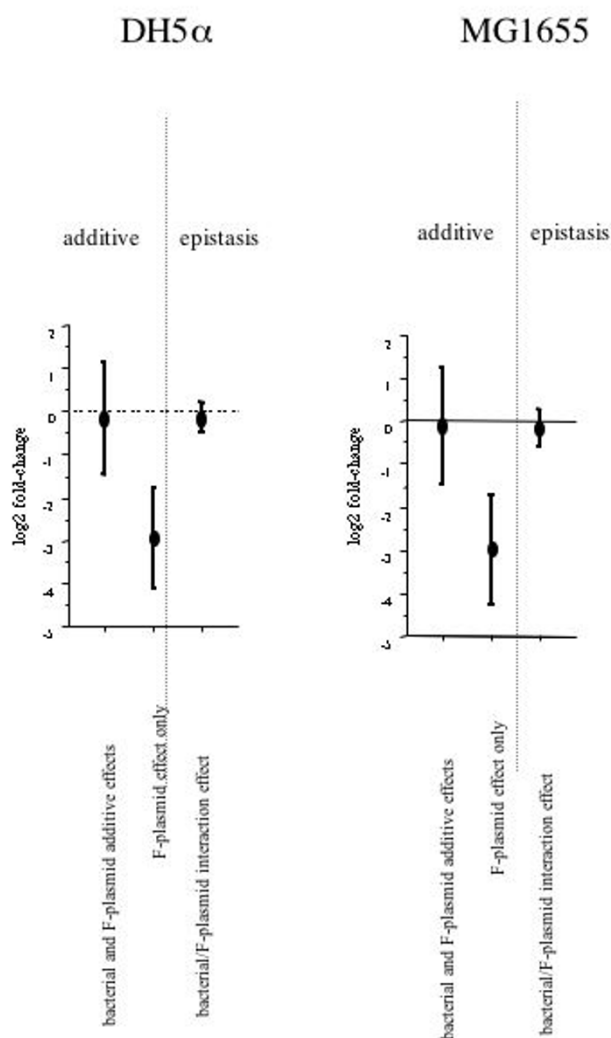 DH5α
additive
epistasis
2
1
0
-1
-2
-3
-4
-5
log2 fold-change
bacterial and F-plasmid additive effects
F-plasmid effect only
bacterial/F-plasmid interaction effect
MG1655
additive
epistasis
2
1
0
-1
-2
-3
-4
-5
log2 fold-change
bacterial and F-plasmid additive effects
F-plasmid effect only
bacterial/F-plasmid interaction effect